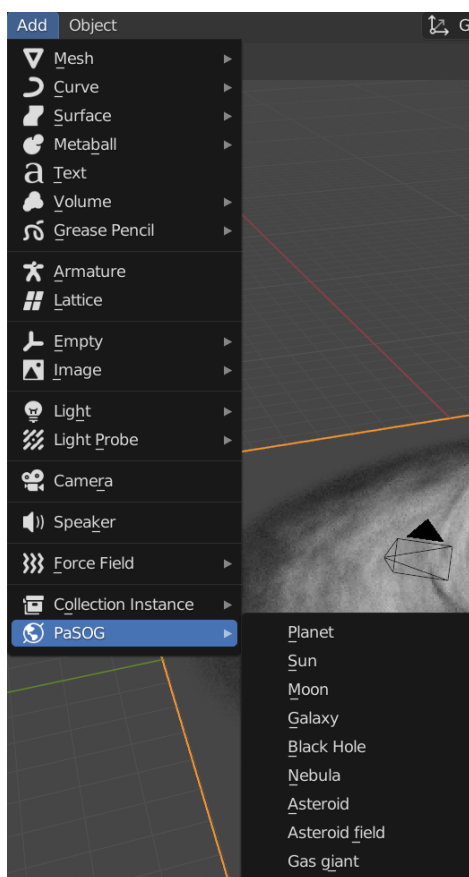 Add Object G
Mesh
Curve
Surface
Metaball
Text
Volume
Grease Pencil
Armature
Lattice
Empty
Image
Light
Light Probe
Camera
Speaker
Force Field
Collection Instance
PaSOG
Planet
Sun
Moon
Galaxy
Black Hole
Nebula
Asteroid
Asteroid field
Gas giant